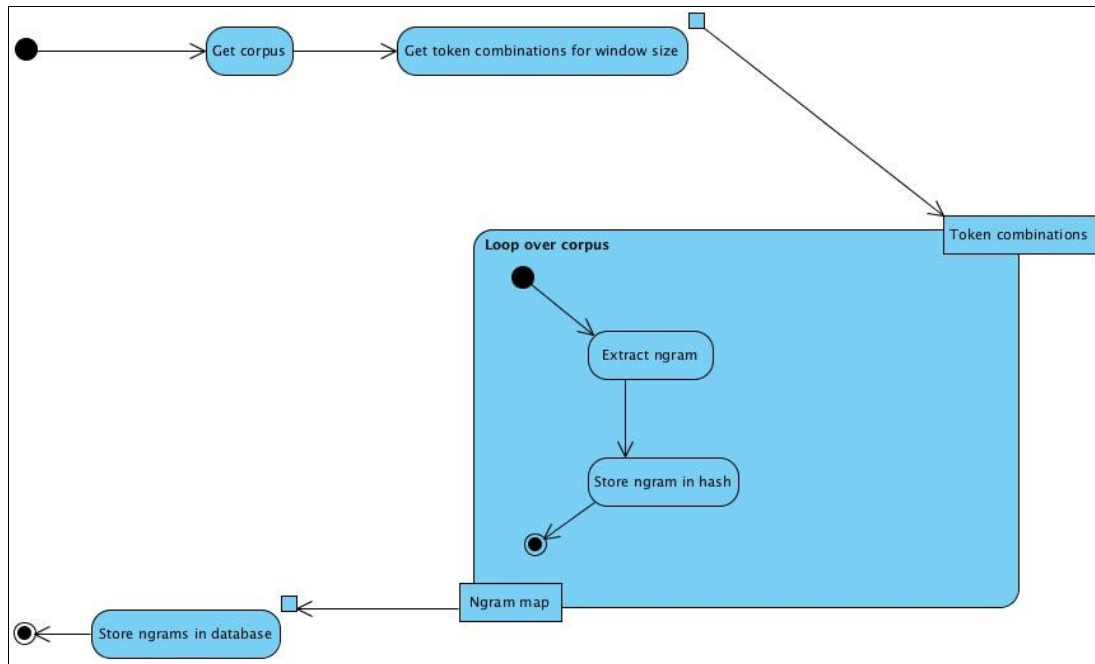 Get corpus
Get token combinations for window size
Token combinations
Loop over corpus
Extract ngram
Store ngram in hash
Ngram map
Store ngrams in database